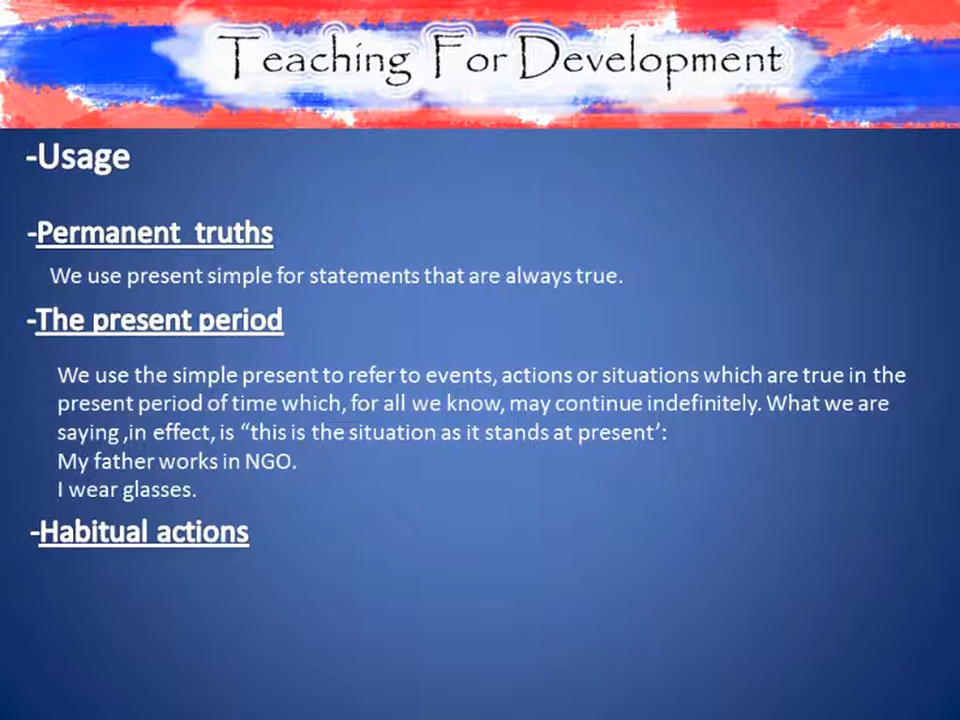 Teaching For Development
-Usage
-Permanent truths
We use present simple for statements that are always true.
-The present period
We use the simple present to refer to events, actions or situations which are true in the
present period of time which, for all we know, may continue indefinitely. What we are
saying ,in effect, is “this is the situation as it stands at present’:
My father works in NGO.
I wear glasses.
-Habitual actions